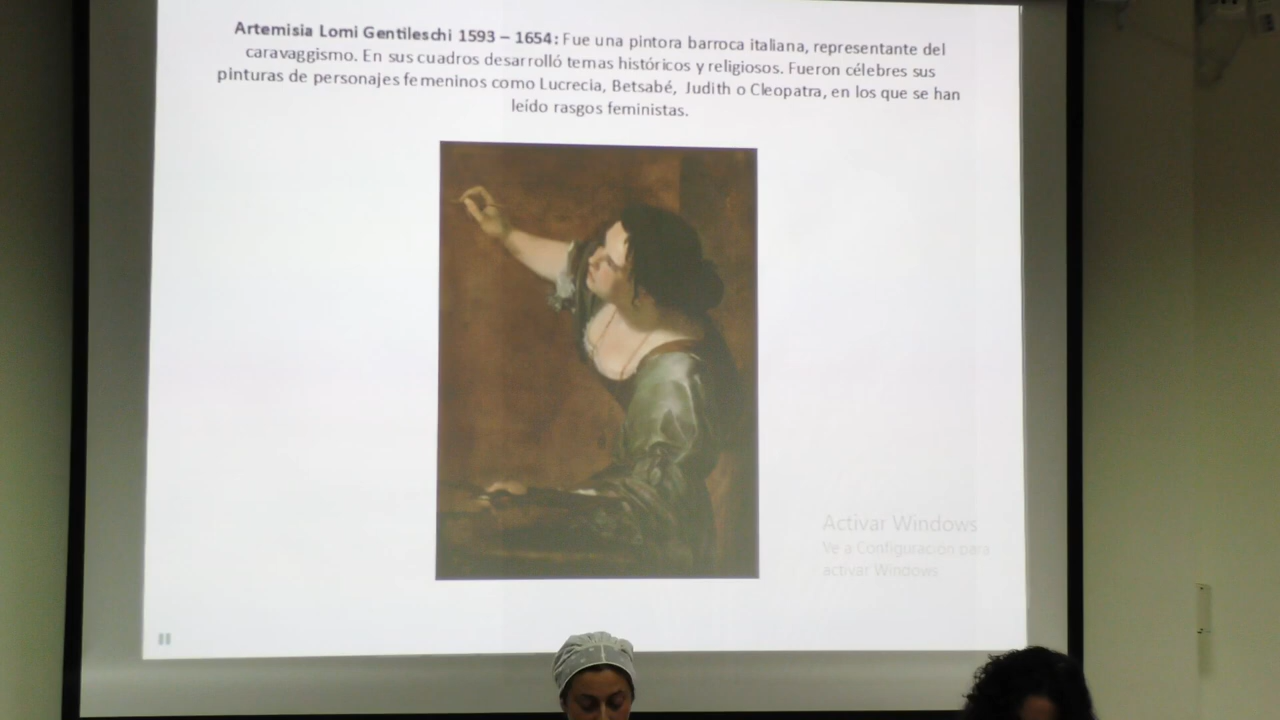 Artemisia Lomi Gentileschi 1593 – 1654: Fue una pintora barroca italiana, representante del
caravaggismo. En sus cuadros desarrolló temas históricos y religiosos. Fueron célebres sus
pinturas de personajes femeninos como Lucrecia, Betsabé, Judith o Cleopatra, en los que se han
leído rasgos feministas.
Activar Windows
Ve a Configuración para
activar Windows.